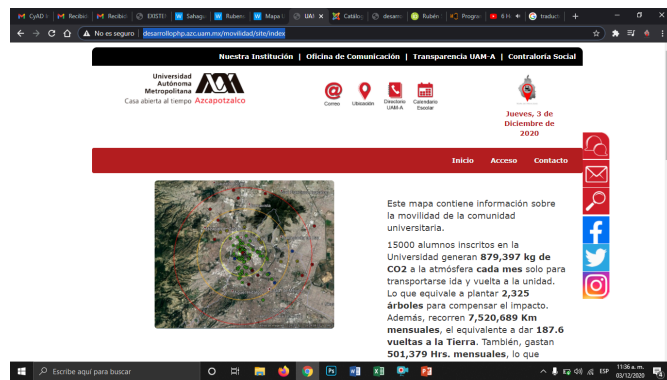 CyAD
Recibid
Recibid
EXISTE!
Sahagu
Rubens
Mapa
UAM
Catálog
desarro
Rubén
Progra
traduct
No es seguro | desarrollophp.azc.uam.mx/movilidad/site/index
Nuestra Institución | Oficina de Comunicación | Transparencia UAM-A | Contraloría Social
Universidad
Autónoma
Metropolitana
Casa abierta al tiempo Azcapotzalco
Correo
Ubicación
Directorio
UAM-A
Calendario
Escolar
Jueves, 3 de
Diciembre de
2020
Inicio Acceso Contacto
Este mapa contiene información sobre
la movilidad de la comunidad
universitaria.
15000 alumnos inscritos en la
Universidad generan 879,397 kg de
CO2 a la atmósfera cada mes solo para
transportarse ida y vuelta a la unidad.
Lo que equivale a plantar 2,325
árboles para compensar el impacto.
Además, recorren 7,520,689 Km
mensuales, el equivalente a dar 187.6
vueltas a la Tierra. También, gastan
501,379 Hrs. mensuales, lo que
Escribe aquí para buscar
ESP
11:36 a. m.
03/12/2020